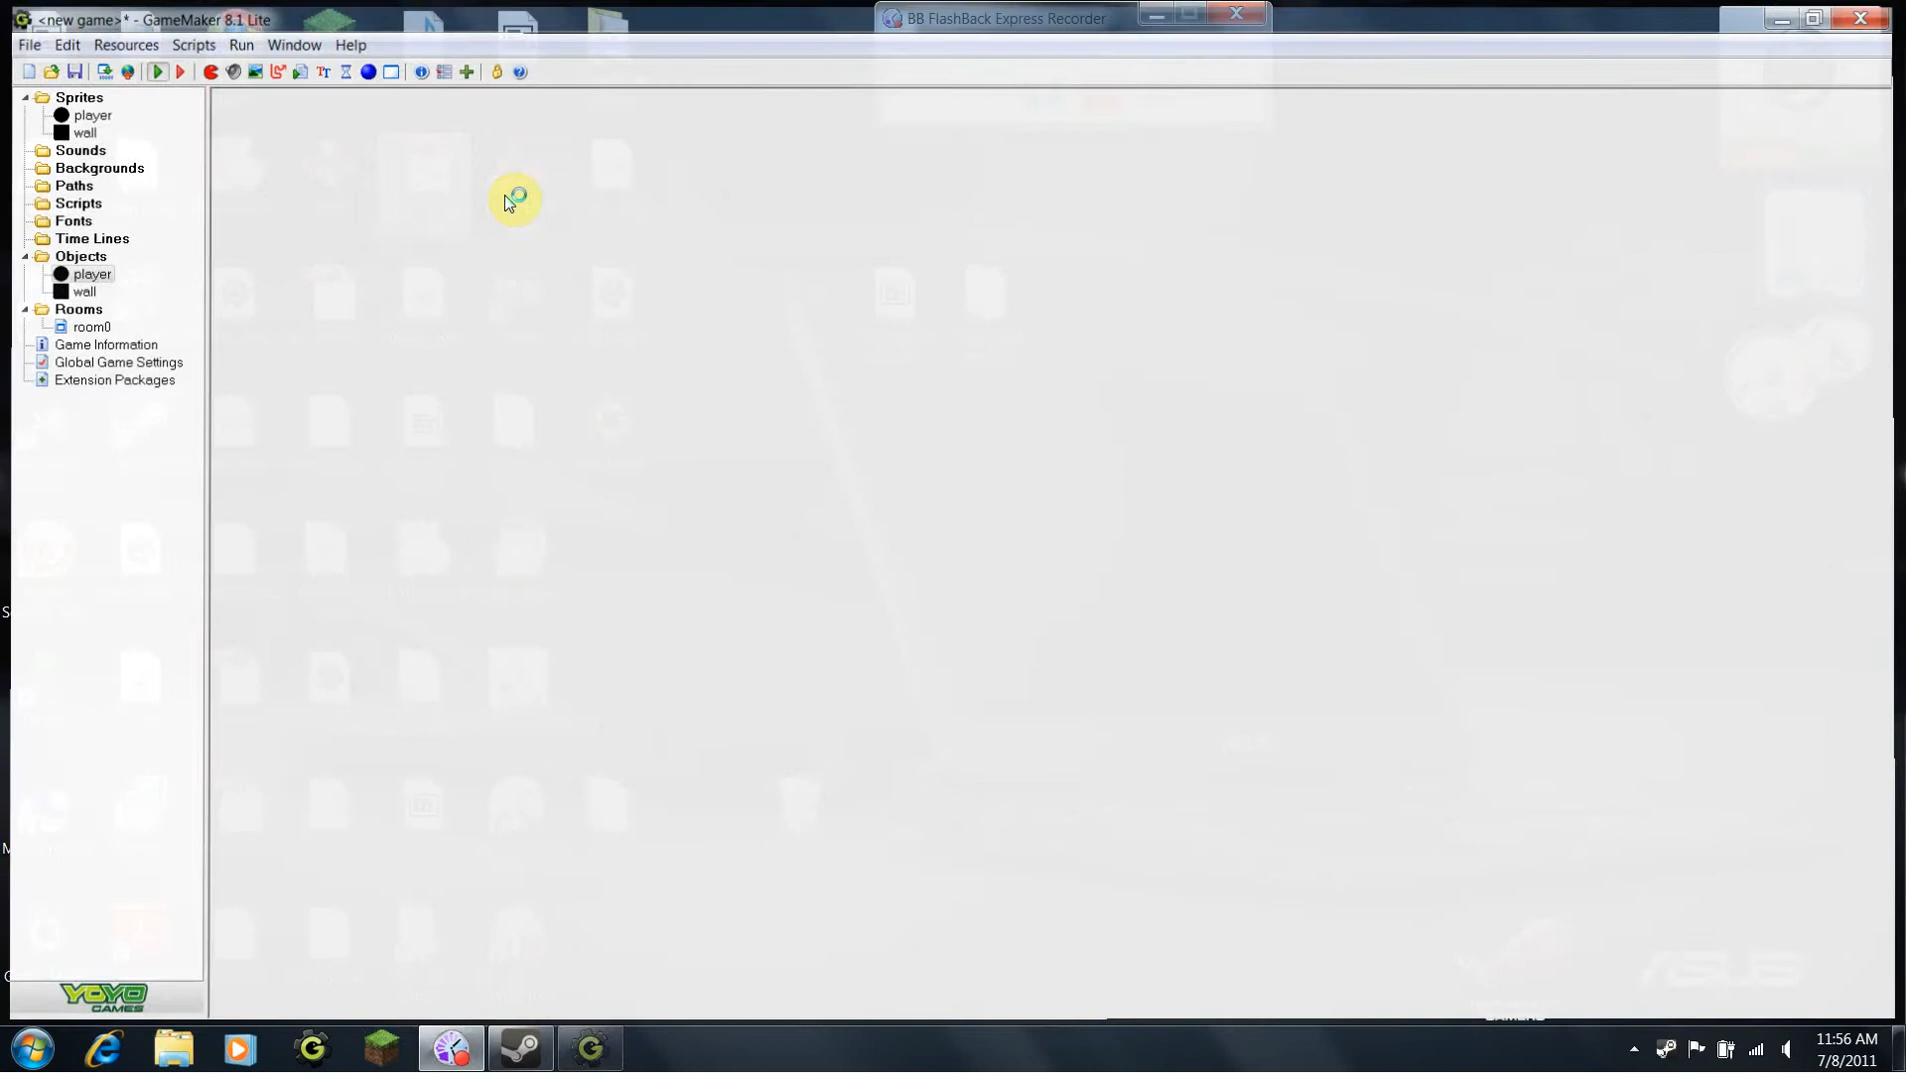 <new game>* - GameMaker 8.1 Lite
BB FlashBack Express Recorder
File Edit Resources Scripts Run Window Help
Sprites
player
wall
Sounds
Backgrounds
Paths
Scripts
Fonts
Time Lines
Objects
player
wall
Rooms
room0
Game Information
Global Game Settings
Extension Packages
ASUS
YOYO
GAMES
11:56 AM
7/8/2011